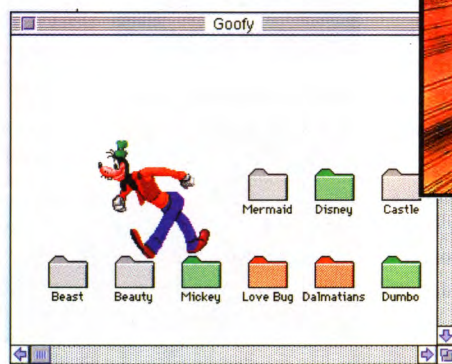 Goofy
Mermaid Disney Castle
Beast Beauty Mickey Love Bug Dalmatians Dumbo